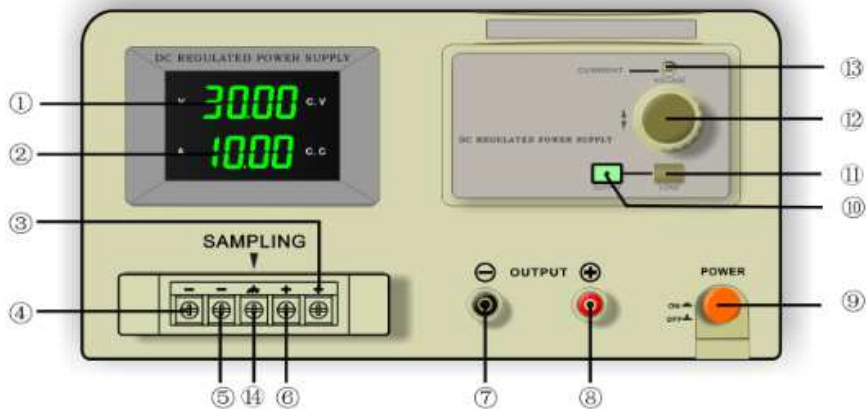 DC REGULATED POWER SUPPLY
① V 30.00 C.V
② A 10.00 C.C
CURRENT
VOLTAGE
⑬
⑫
DC REGULATED POWER SUPPLY
⑪
⑩
③
SAMPLING
− − + +
④
⑤ ⑭ ⑥
⊖ OUTPUT ⊕
⑦ ⑧
POWER
ON
OFF
⑨